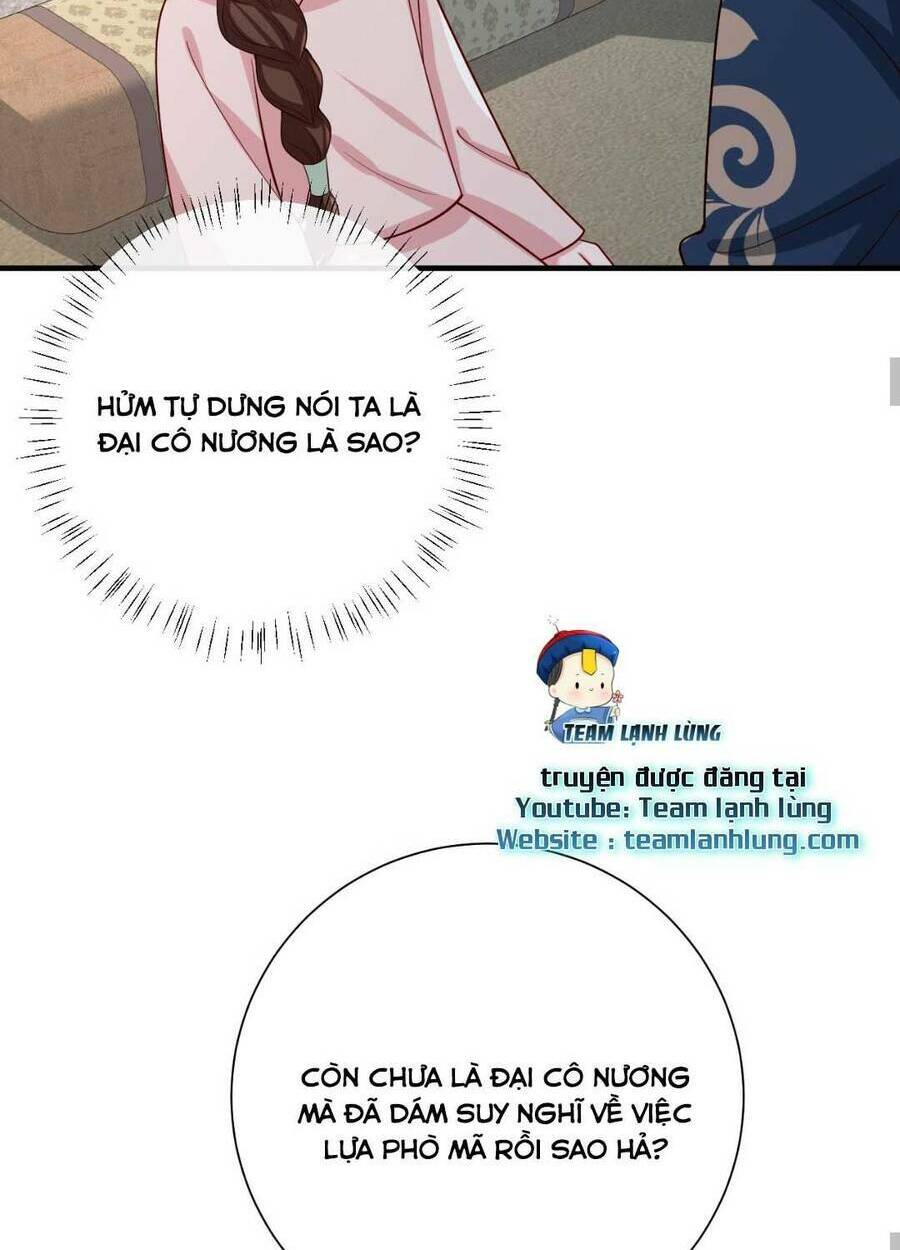 HỬM TỰ DƯNG NÓI TA LÀ
ĐẠI CÔ NƯƠNG LÀ SAO?
TEAM LẠNH LÙNG
truyện được đăng tại
Youtube: Team lạnh lùng
Website : teamlanhlung.com
CÒN CHƯA LÀ ĐẠI CÔ NƯƠNG
MÀ ĐÃ DÁM SUY NGHĨ VỀ VIỆC
LỰA PHÒ MÃ RỒI SAO HẢ?